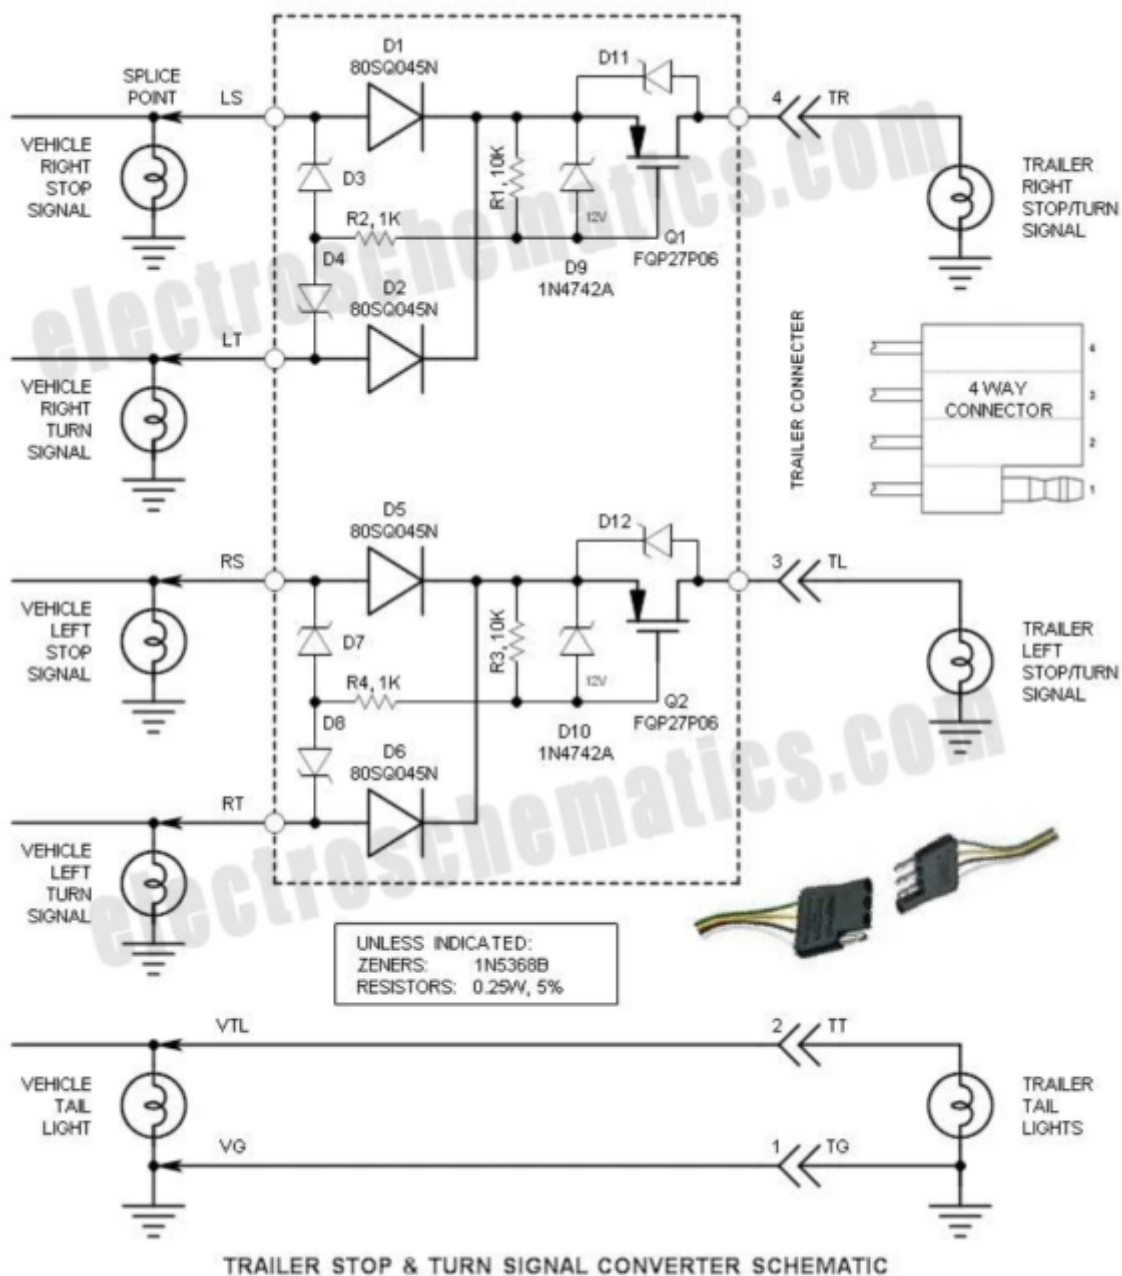 D1
80SQ045N
D11
SPLICE
POINT
LS
4
TR
VEHICLE
RIGHT
STOP
SIGNAL
D3
R1, 10K
TRAILER
RIGHT
STOP/TURN
SIGNAL
R2, 1K
12V
Q1
FQP27P06
D4
D9
1N4742A
D2
80SQ045N
LT
VEHICLE
RIGHT
TURN
SIGNAL
TRAILER CONNECTER
4 WAY
CONNECTOR
4
3
2
1
D5
80SQ045N
D12
RS
3
TL
VEHICLE
LEFT
STOP
SIGNAL
D7
R3, 10K
TRAILER
LEFT
STOP/TURN
SIGNAL
R4, 1K
12V
Q2
FQP27P06
D8
D10
1N4742A
D6
80SQ045N
RT
VEHICLE
LEFT
TURN
SIGNAL
UNLESS INDICATED:
ZENERS: 1N5368B
RESISTORS: 0.25W, 5%
VTL
2
TT
VEHICLE
TAIL
LIGHT
TRAILER
TAIL
LIGHTS
VG
1
TG
TRAILER STOP & TURN SIGNAL CONVERTER SCHEMATIC
electroschematics.com
electroschematics.com